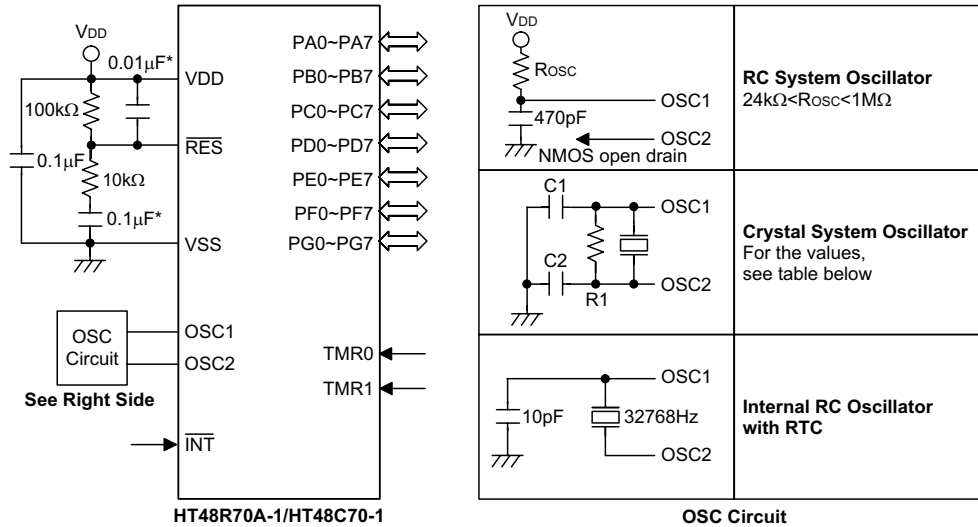 VDD
0.01μF*
VDD
100kΩ
RES
0.1μF
10kΩ
0.1μF*
VSS
OSC
Circuit
OSC1
OSC2
See Right Side
INT
PA0~PA7
PB0~PB7
PC0~PC7
PD0~PD7
PE0~PE7
PF0~PF7
PG0~PG7
TMR0
TMR1
HT48R70A-1/HT48C70-1
VDD
ROSC
OSC1
470pF
OSC2
NMOS open drain
RC System Oscillator
24kΩ<ROSC<1MΩ
C1
OSC1
C2
R1
OSC2
Crystal System Oscillator
For the values,
see table below
OSC1
10pF
32768Hz
OSC2
Internal RC Oscillator
with RTC
OSC Circuit